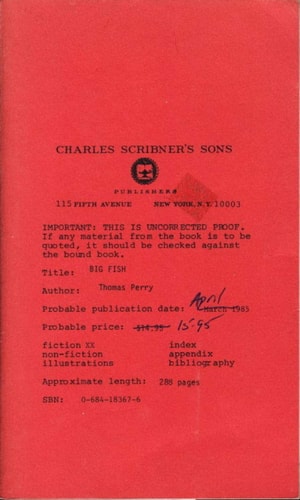 CHARLES SCRIBNER'S SONS
PUBLISHERS
115 FIFTH AVENUE NEW YORK, N.Y. 10003
IMPORTANT: THIS IS UNCORRECTED PROOF.
If any material from the book is to be
quoted, it should be checked against
the bound book.
Title: BIG FISH
Author: Thomas Perry
April
Probable publication date: March 1985
Probable price: $14.95 15.95
fiction XX index
non-fiction appendix
illustrations bibliography
Approximate length: 288 pages
SBN: 0-684-18367-6